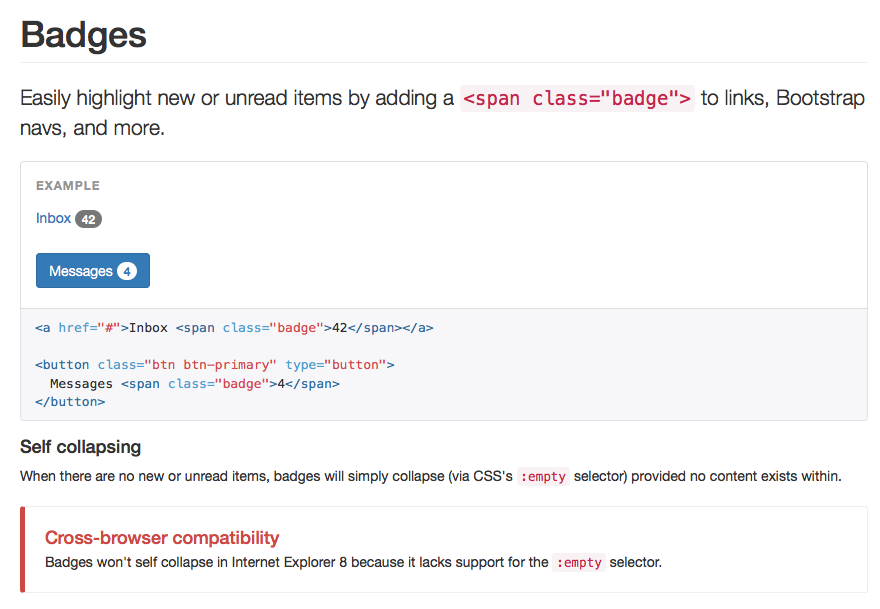 Badges
Easily highlight new or unread items by adding a <span class="badge"> to links, Bootstrap
navs, and more.
EXAMPLE
Inbox 42
Messages 4
<a href="#">Inbox <span class="badge">42</span></a>
<button class="btn btn-primary" type="button">
  Messages <span class="badge">4</span>
</button>
Self collapsing
When there are no new or unread items, badges will simply collapse (via CSS's :empty selector) provided no content exists within.
Cross-browser compatibility
Badges won't self collapse in Internet Explorer 8 because it lacks support for the :empty selector.